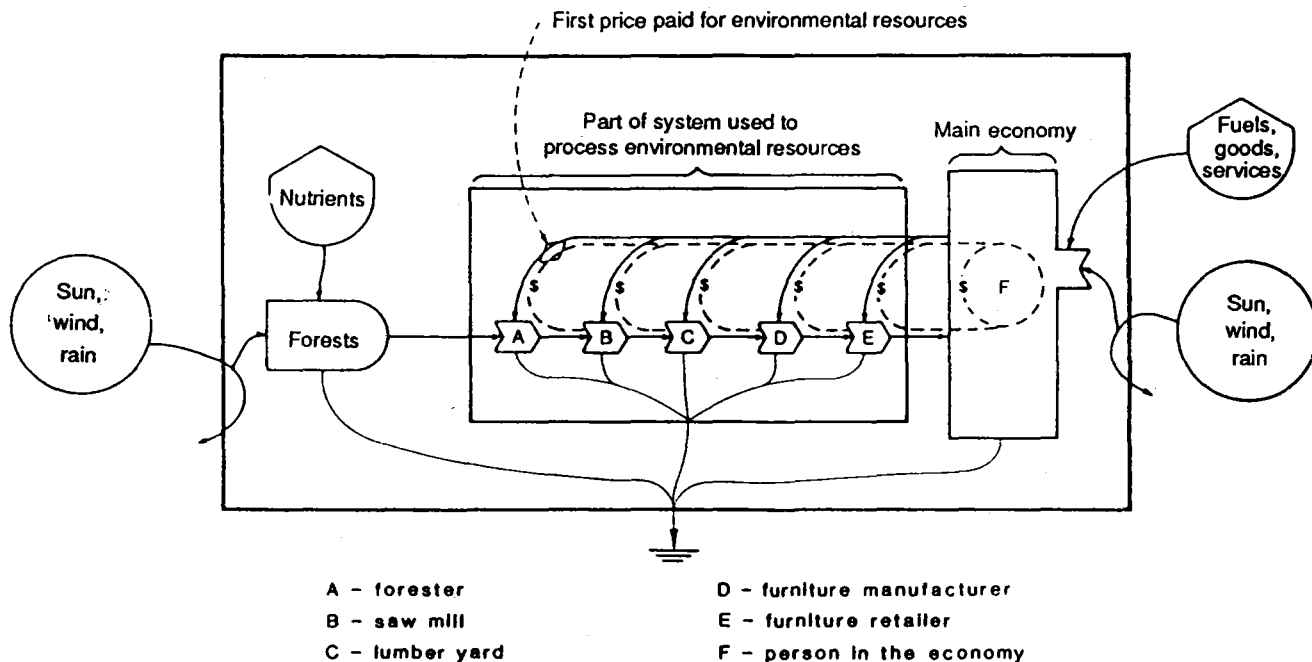 First price paid for environmental resources
Part of system used to
process environmental resources
Main economy
Fuels,
goods,
services
Nutrients
Sun,
wind,
rain
Forests
$
$
$
$
$
$
F
A
B
C
D
E
Sun,
wind,
rain
A - forester
B - saw mill
C - lumber yard
D - furniture manufacturer
E - furniture retailer
F - person in the economy